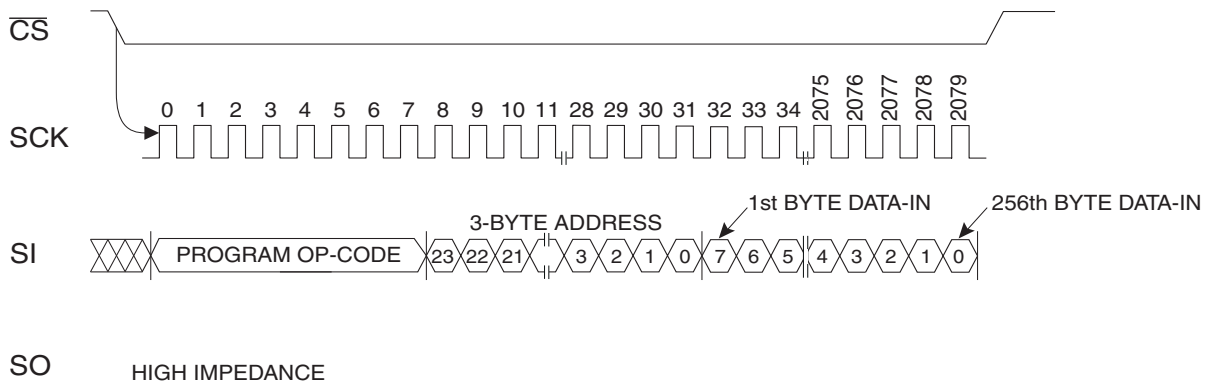 CS
2075 2076 2077 2078 2079
0 1 2 3 4 5 6 7 8 9 10 11 28 29 30 31 32 33 34
SCK
1st BYTE DATA-IN 256th BYTE DATA-IN
3-BYTE ADDRESS
SI PROGRAM OP-CODE 23 22 21 3 2 1 0 7 6 5 4 3 2 1 0
SO HIGH IMPEDANCE